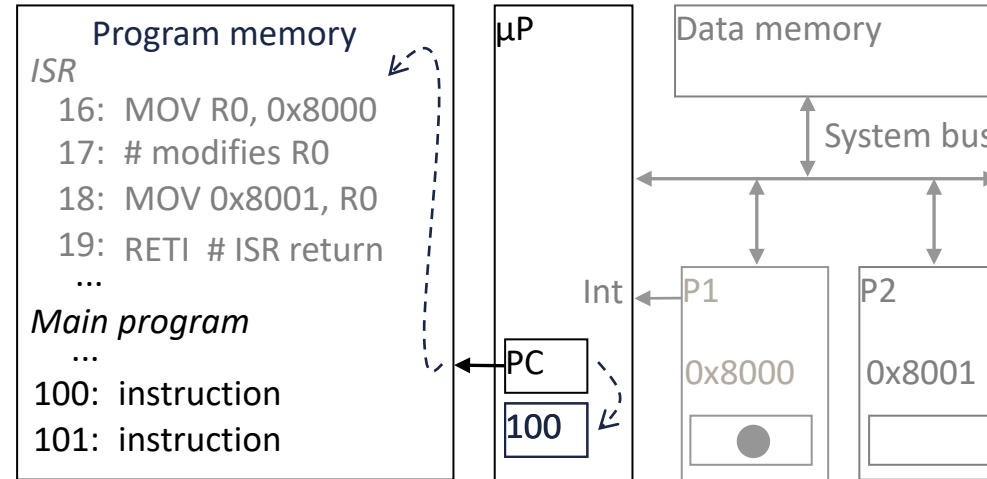 Program memory
ISR
16: MOV R0, 0x8000
17: # modifies R0
18: MOV 0x8001, R0
19: RETI # ISR return
...
Main program
...
100: instruction
101: instruction
µP
Int
PC
100
Data memory
System bus
P1
0x8000
P2
0x8001